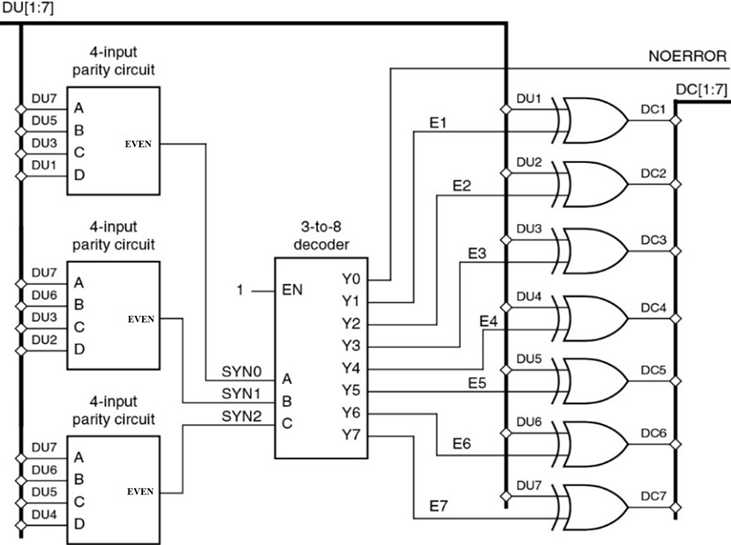 DU[1:7]
4-input
parity circuit
DU7
DU5
DU3
DU1
A
B
C
D
EVEN
4-input
parity circuit
DU7
DU6
DU3
DU2
A
B
C
D
EVEN
4-input
parity circuit
DU7
DU6
DU5
DU4
A
B
C
D
EVEN
SYN0
SYN1
SYN2
3-to-8
decoder
1
EN
A
B
C
Y0
Y1
Y2
Y3
Y4
Y5
Y6
Y7
E1
E2
E3
E4
E5
E6
E7
NOERROR
DC[1:7]
DU1
DC1
DU2
DC2
DU3
DC3
DU4
DC4
DU5
DC5
DU6
DC6
DU7
DC7